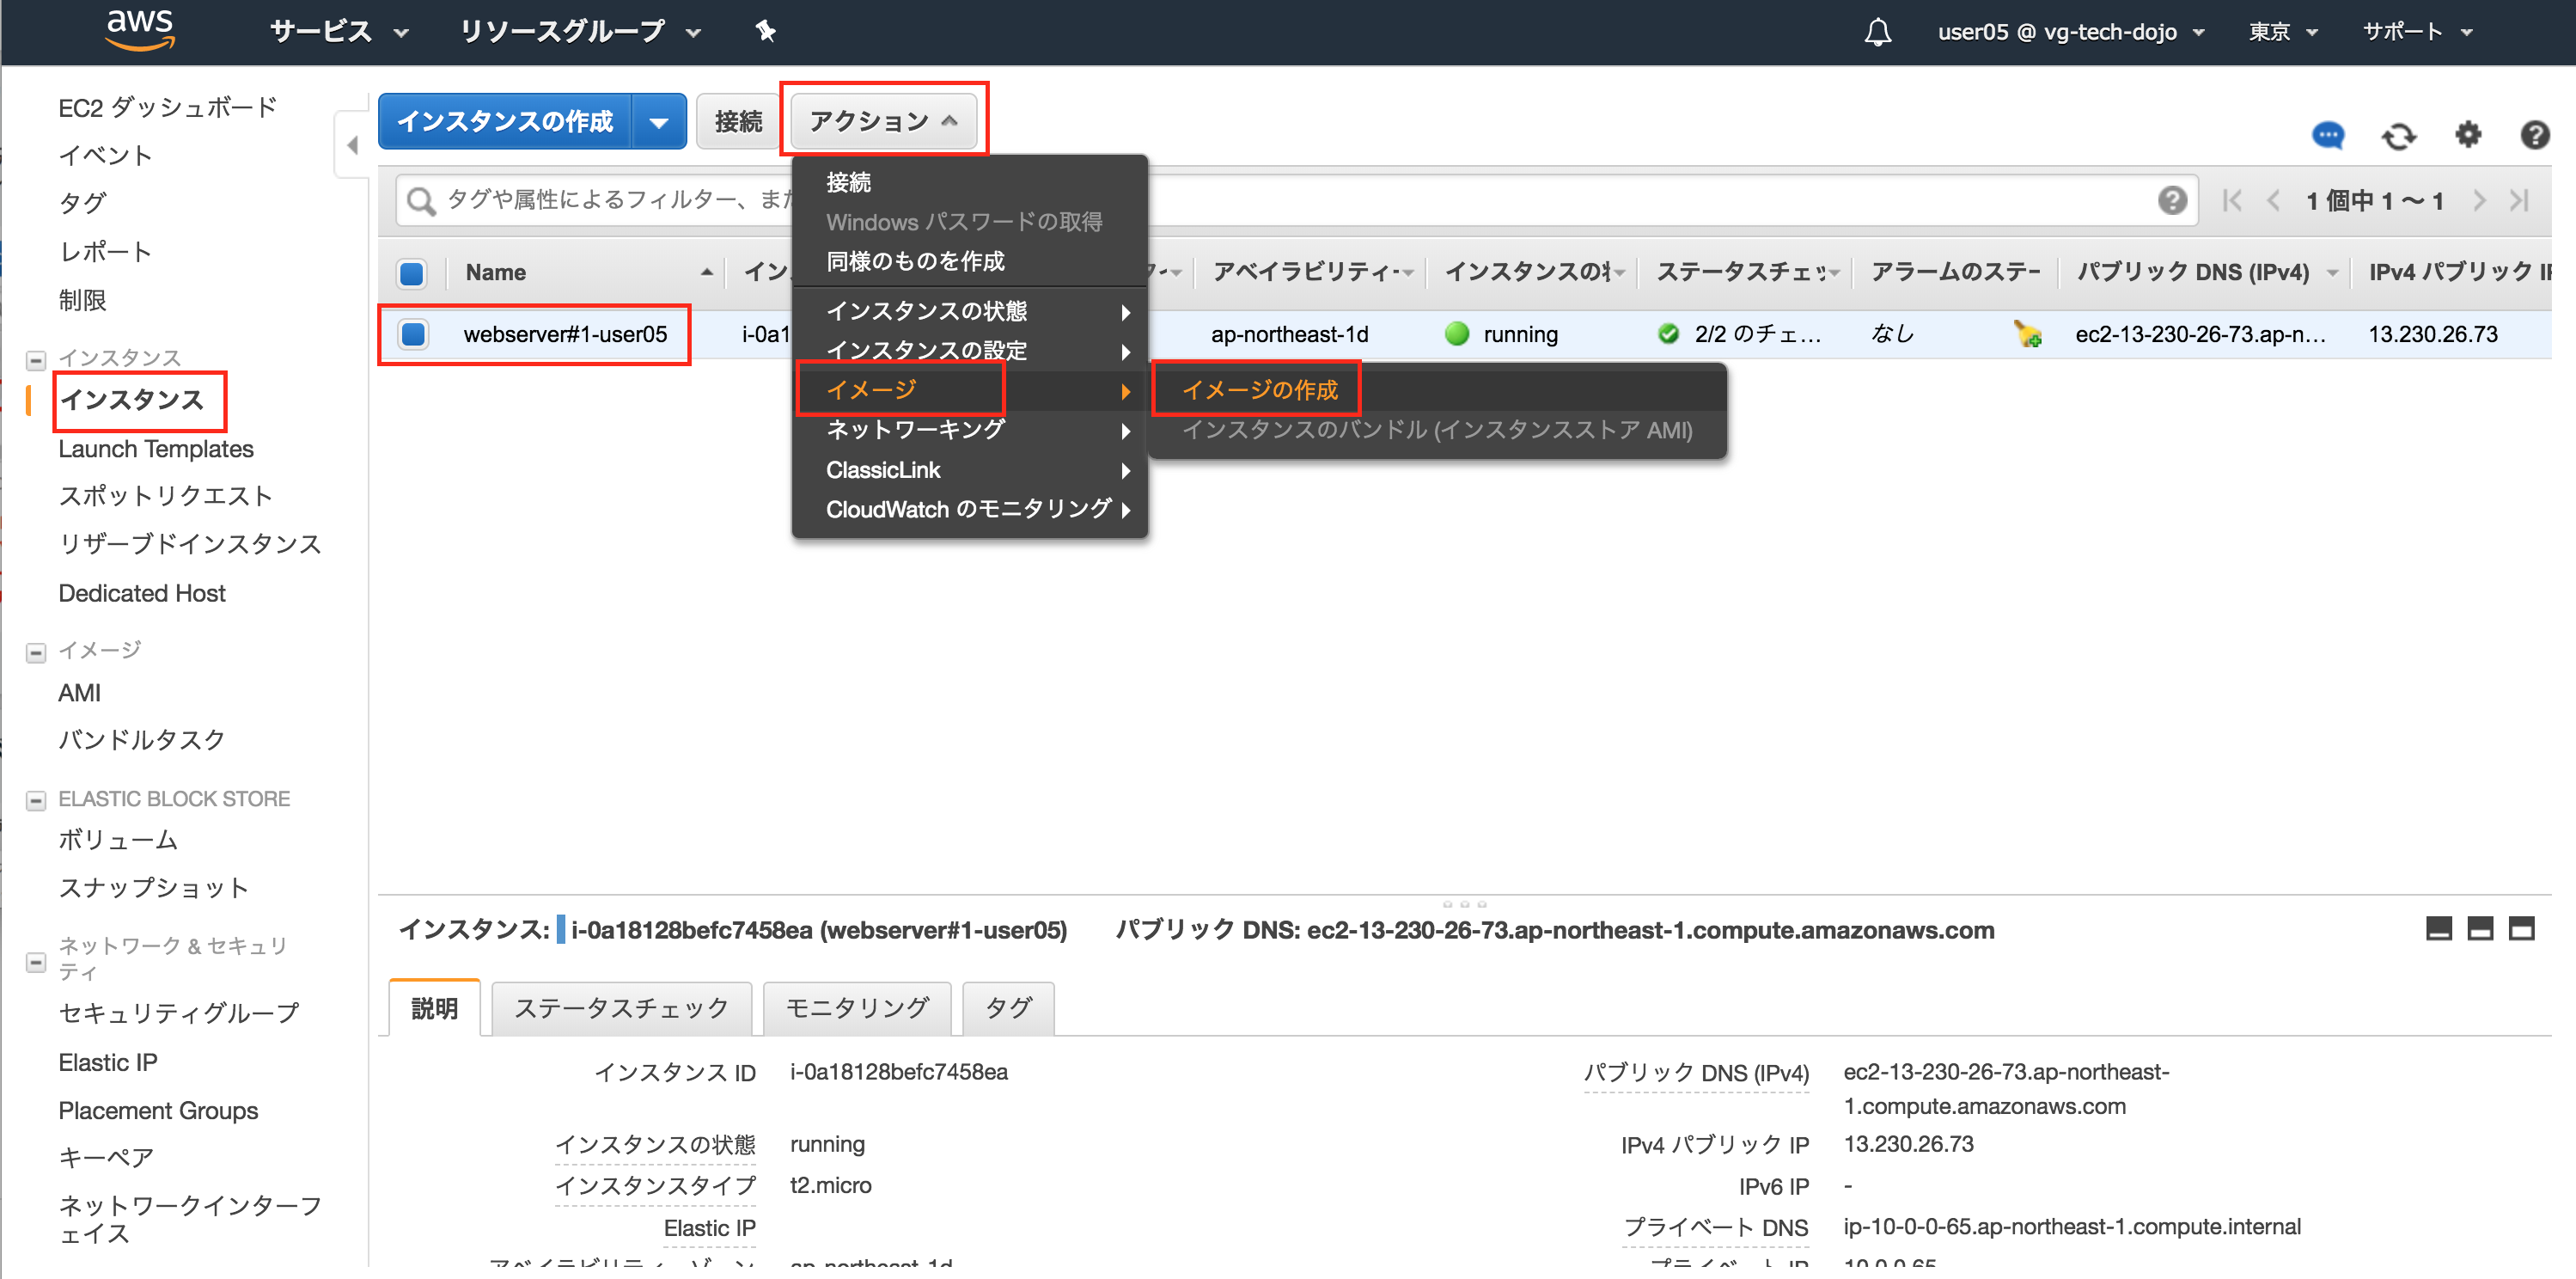 aws サービス リソースグループ user05 @ vg-tech-dojo 東京 サポート
EC2 ダッシュボード
イベント
タグ
レポート
制限
インスタンス
インスタンス
Launch Templates
スポットリクエスト
リザーブドインスタンス
Dedicated Host
イメージ
AMI
バンドルタスク
ELASTIC BLOCK STORE
ボリューム
スナップショット
ネットワーク & セキュリ
ティ
セキュリティグループ
Elastic IP
Placement Groups
キーペア
ネットワークインターフ
ェイス
インスタンスの作成 接続 アクション
タグや属性によるフィルター、また 1 個中 1 ～ 1
Name イン アベイラビリティ- インスタンスの ステータスチェッ アラームのステー パブリック DNS (IPv4) IPv4 パブリック
webserver#1-user05 i-0a1 ap-northeast-1d running 2/2 のチェ... なし ec2-13-230-26-73.ap-n... 13.230.26.73
接続
Windows パスワードの取得
同様のものを作成
インスタンスの状態
インスタンスの設定
イメージ
ネットワーキング
ClassicLink
CloudWatch のモニタリング
イメージの作成
インスタンスのバンドル (インスタンスストア AMI)
インスタンス: i-0a18128befc7458ea (webserver#1-user05) パブリック DNS: ec2-13-230-26-73.ap-northeast-1.compute.amazonaws.com
説明 ステータスチェック モニタリング タグ
インスタンス ID i-0a18128befc7458ea
インスタンスの状態 running
インスタンスタイプ t2.micro
Elastic IP
アベイラビリティーゾーン ap-northeast-1d
パブリック DNS (IPv4) ec2-13-230-26-73.ap-northeast-
1.compute.amazonaws.com
IPv4 パブリック IP 13.230.26.73
IPv6 IP -
プライベート DNS ip-10-0-0-65.ap-northeast-1.compute.internal
プライベート IP 10.0.0.65